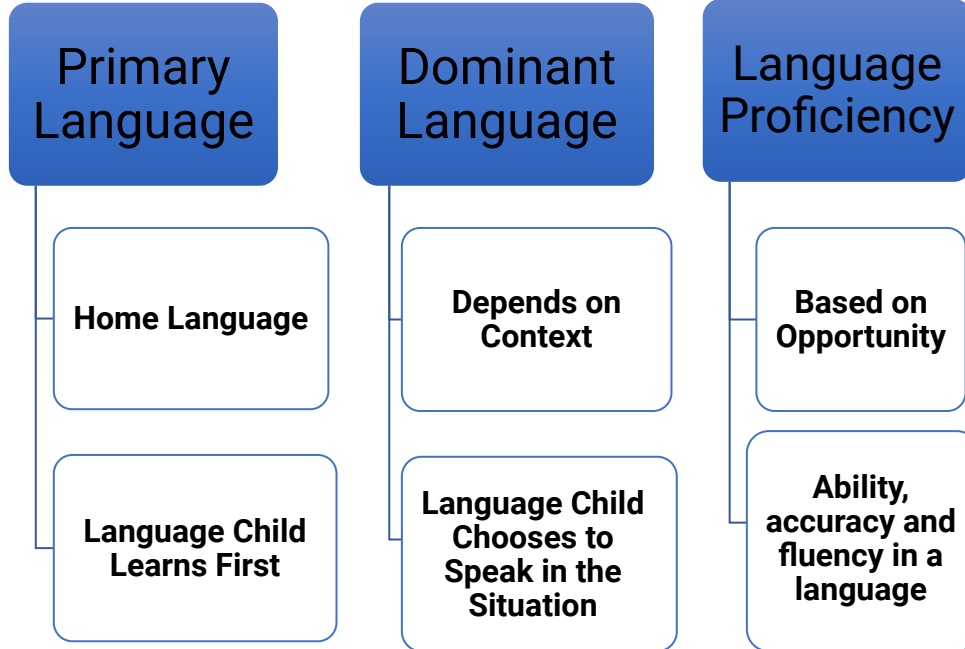 Primary
Language
Home Language
Language Child
Learns First
Dominant
Language
Depends on
Context
Language Child
Chooses to
Speak in the
Situation
Language
Proficiency
Based on
Opportunity
Ability,
accuracy and
fluency in a
language